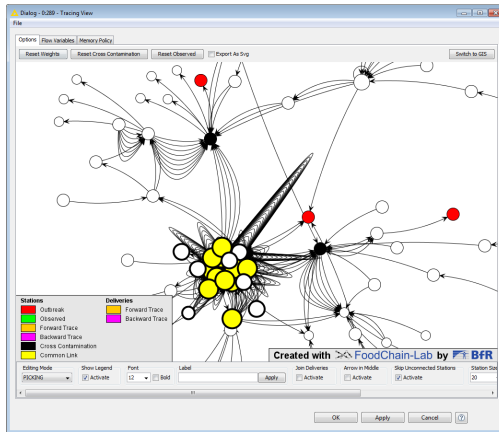 Dialog - 0:289 - Tracing View
File
Options Flow Variables Memory Policy
Reset Weights Reset Cross Contamination Reset Observed Export As Svg Switch to GIS
Stations Deliveries
Outbreak Forward Trace
Observed Backward Trace
Forward Trace
Backward Trace
Cross Contamination
Common Link
Created with FoodChain-Lab by BfR
Editing Mode Show Legend Font Label Join Deliveries Arrow in Middle Skip Unconnected Stations Station Size
PICKING Activate 12 Bold Apply Activate Activate Activate 20
OK Apply Cancel ?